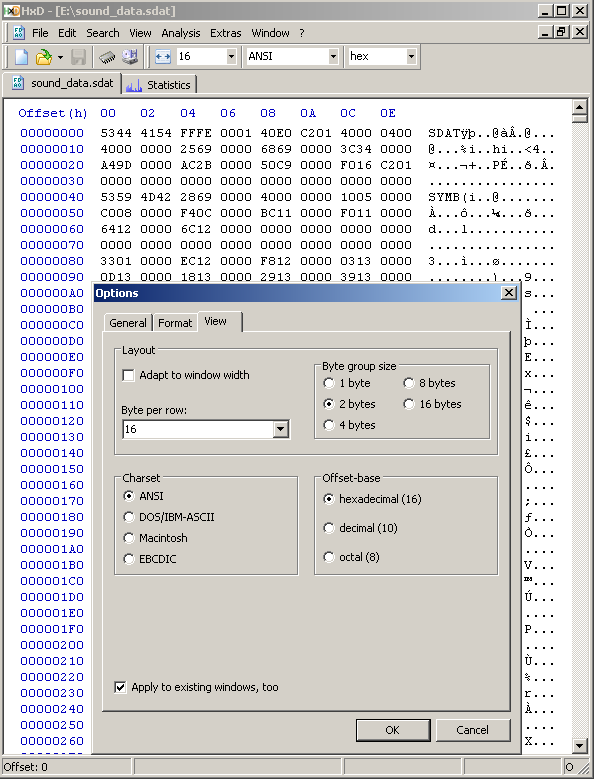 HxD - [E:\sound_data.sdat]
File Edit Search View Analysis Extras Window ?
16 ANSI hex
sound_data.sdat Statistics
Offset(h) 00 02 04 06 08 0A 0C 0E
00000000 5344 4154 FFFE 0001 40E0 C201 4000 0400 SDATÿþ..@àÂ.@...
00000010 4000 0000 2569 0000 6869 0000 3C34 0000 @...%i..hi..<4..
00000020 A49D 0000 AC2B 0000 50C9 0000 F016 C201 ¤...¬+..PÉ..ð.Â.
00000030 0000 0000 0000 0000 0000 0000 0000 0000 ................
00000040 5359 4D42 2869 0000 4000 0000 1005 0000 SYMB(i..@.......
00000050 C008 0000 F40C 0000 BC11 0000 F011 0000 À...ô...¼...ð...
00000060 6412 0000 6C12 0000 0000 0000 0000 0000 d...l...........
00000070 0000 0000 0000 0000 0000 0000 0000 0000 ................
00000080 3301 0000 EC12 0000 F812 0000 0313 0000 3...ì...ø.......
00000090 0D13 0000 1813 0000 2913 0000 3913 0000 ........)...9...
000000A0 s...
000000B0 ....
000000C0 Ì...
000000D0 þ...
000000E0 E...
000000F0 x...
00000100 ¬...
00000110 ê...
00000120 $...
00000130 i...
00000140 £...
00000150 Ô...
00000160 ....
00000170 ;...
00000180 ƒ...
00000190 Ò...
000001A0 ....
000001B0 V...
000001C0 ™...
000001D0 Ú...
000001E0 ....
000001F0 P...
00000200 ....
00000210 Ù...
00000220 %...
00000230 r...
00000240 À...
00000250 ....
00000260 X...
Options
General Format View
Layout
Adapt to window width
Byte per row:
16
Byte group size
1 byte 8 bytes
2 bytes 16 bytes
4 bytes
Charset
ANSI
DOS/IBM-ASCII
Macintosh
EBCDIC
Offset-base
hexadecimal (16)
decimal (10)
octal (8)
Apply to existing windows, too
OK Cancel
Offset: 0 O